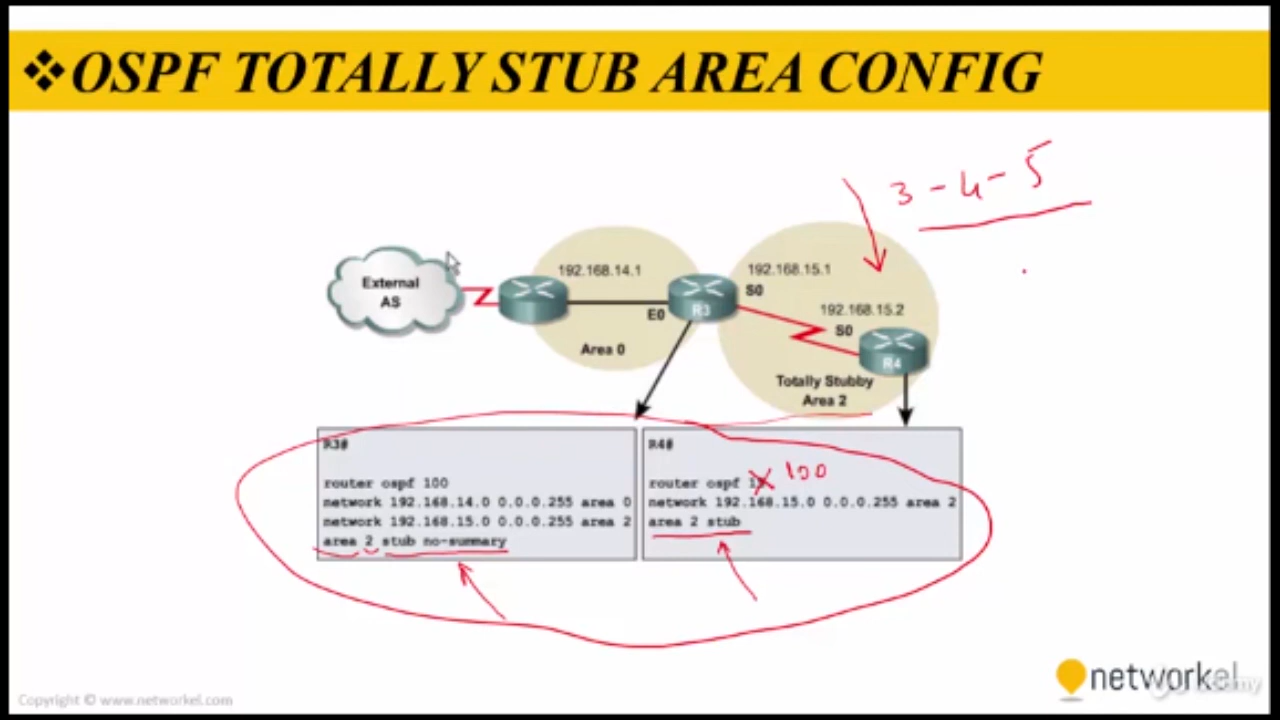 ❖OSPF TOTALLY STUB AREA CONFIG
3-4-5
External
AS
192.168.14.1
E0
Area 0
R3
192.168.15.1
S0
192.168.15.2
S0
R4
Totally Stubby
Area 2
R3#
router ospf 100
network 192.168.14.0 0.0.0.255 area 0
network 192.168.15.0 0.0.0.255 area 2
area 2 stub no-summary
R4#
router ospf 100
network 192.168.15.0 0.0.0.255 area 2
area 2 stub
networkel
Copyright © www.networkel.com